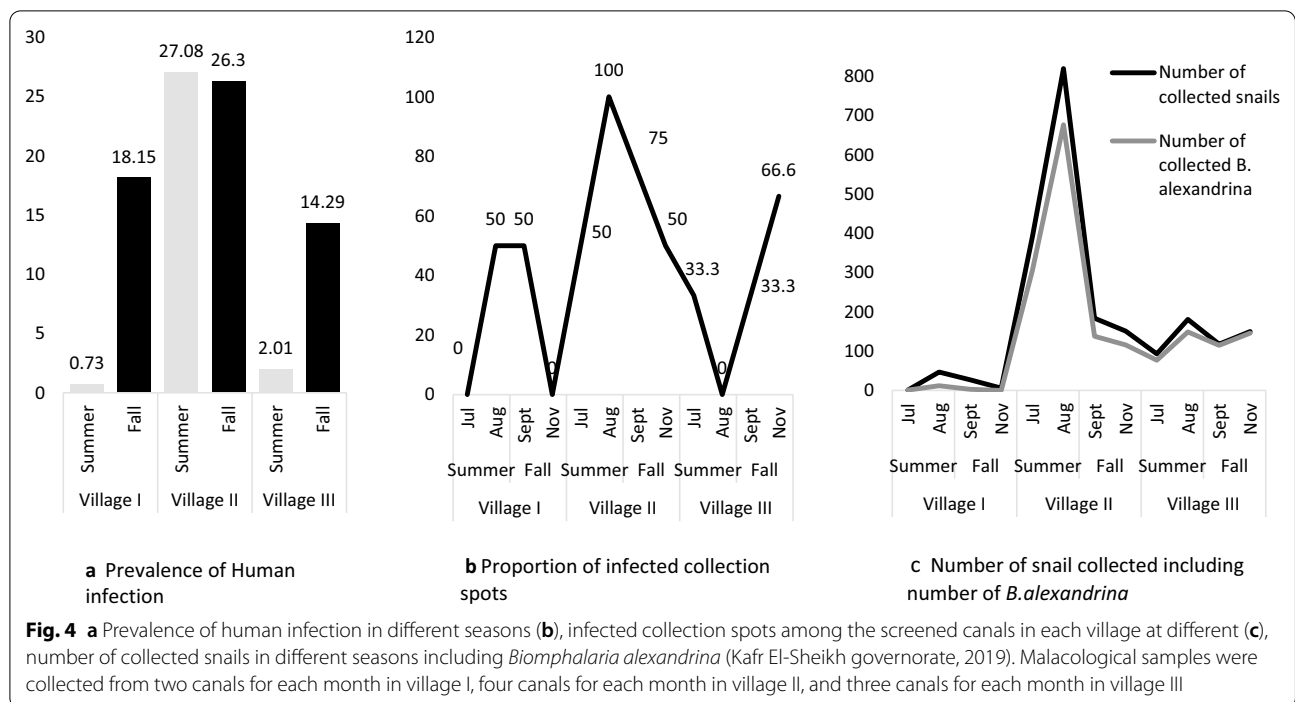 30
25
20
15
10
5
0
0.73
18.15
27.08
26.3
2.01
14.29
Summer
Fall
Summer
Fall
Summer
Fall
Village I
Village II
Village III
a Prevalence of Human
infection
120
100
80
60
40
20
0
0
50
50
0
50
100
75
50
33.3
0
33.3
66.6
Jul
Aug
Sept
Nov
Jul
Aug
Sept
Nov
Jul
Aug
Sept
Nov
Summer
Fall
Summer
Fall
Summer
Fall
Village I
Village II
Village III
b Proportion of infected collection
spots
800
700
600
500
400
300
200
100
0
Number of
collected snails
Number of
collected B.
alexandrina
Jul
Aug
Sept
Nov
Jul
Aug
Sept
Nov
Jul
Aug
Sept
Nov
Summer
Fall
Summer
Fall
Summer
Fall
Village I
Village II
Village III
c Number of snail collected including
number of B.alexandrina
Fig. 4 a Prevalence of human infection in different seasons (b), infected collection spots among the screened canals in each village at different (c),
number of collected snails in different seasons including Biomphalaria alexandrina (Kafr El-Sheikh governorate, 2019). Malacological samples were
collected from two canals for each month in village I, four canals for each month in village II, and three canals for each month in village III